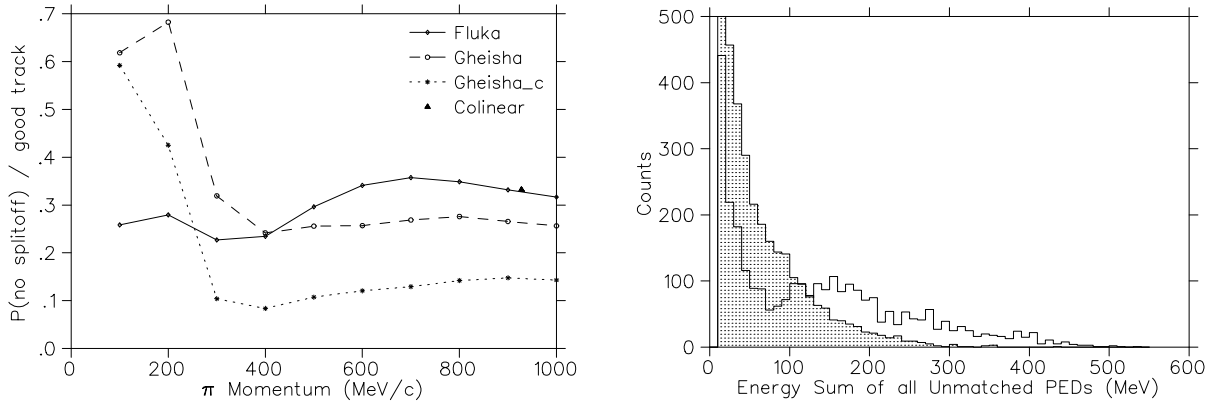 P(no splitoff) / good track
.7
.6
.5
.4
.3
.2
.1
.0
Fluka
Gheisha
Gheisha_c
Colinear
0 200 400 600 800 1000
π Momentum (MeV/c)
Counts
500
400
300
200
100
0
0 100 200 300 400 500 600
Energy Sum of all Unmatched PEDs (MeV)